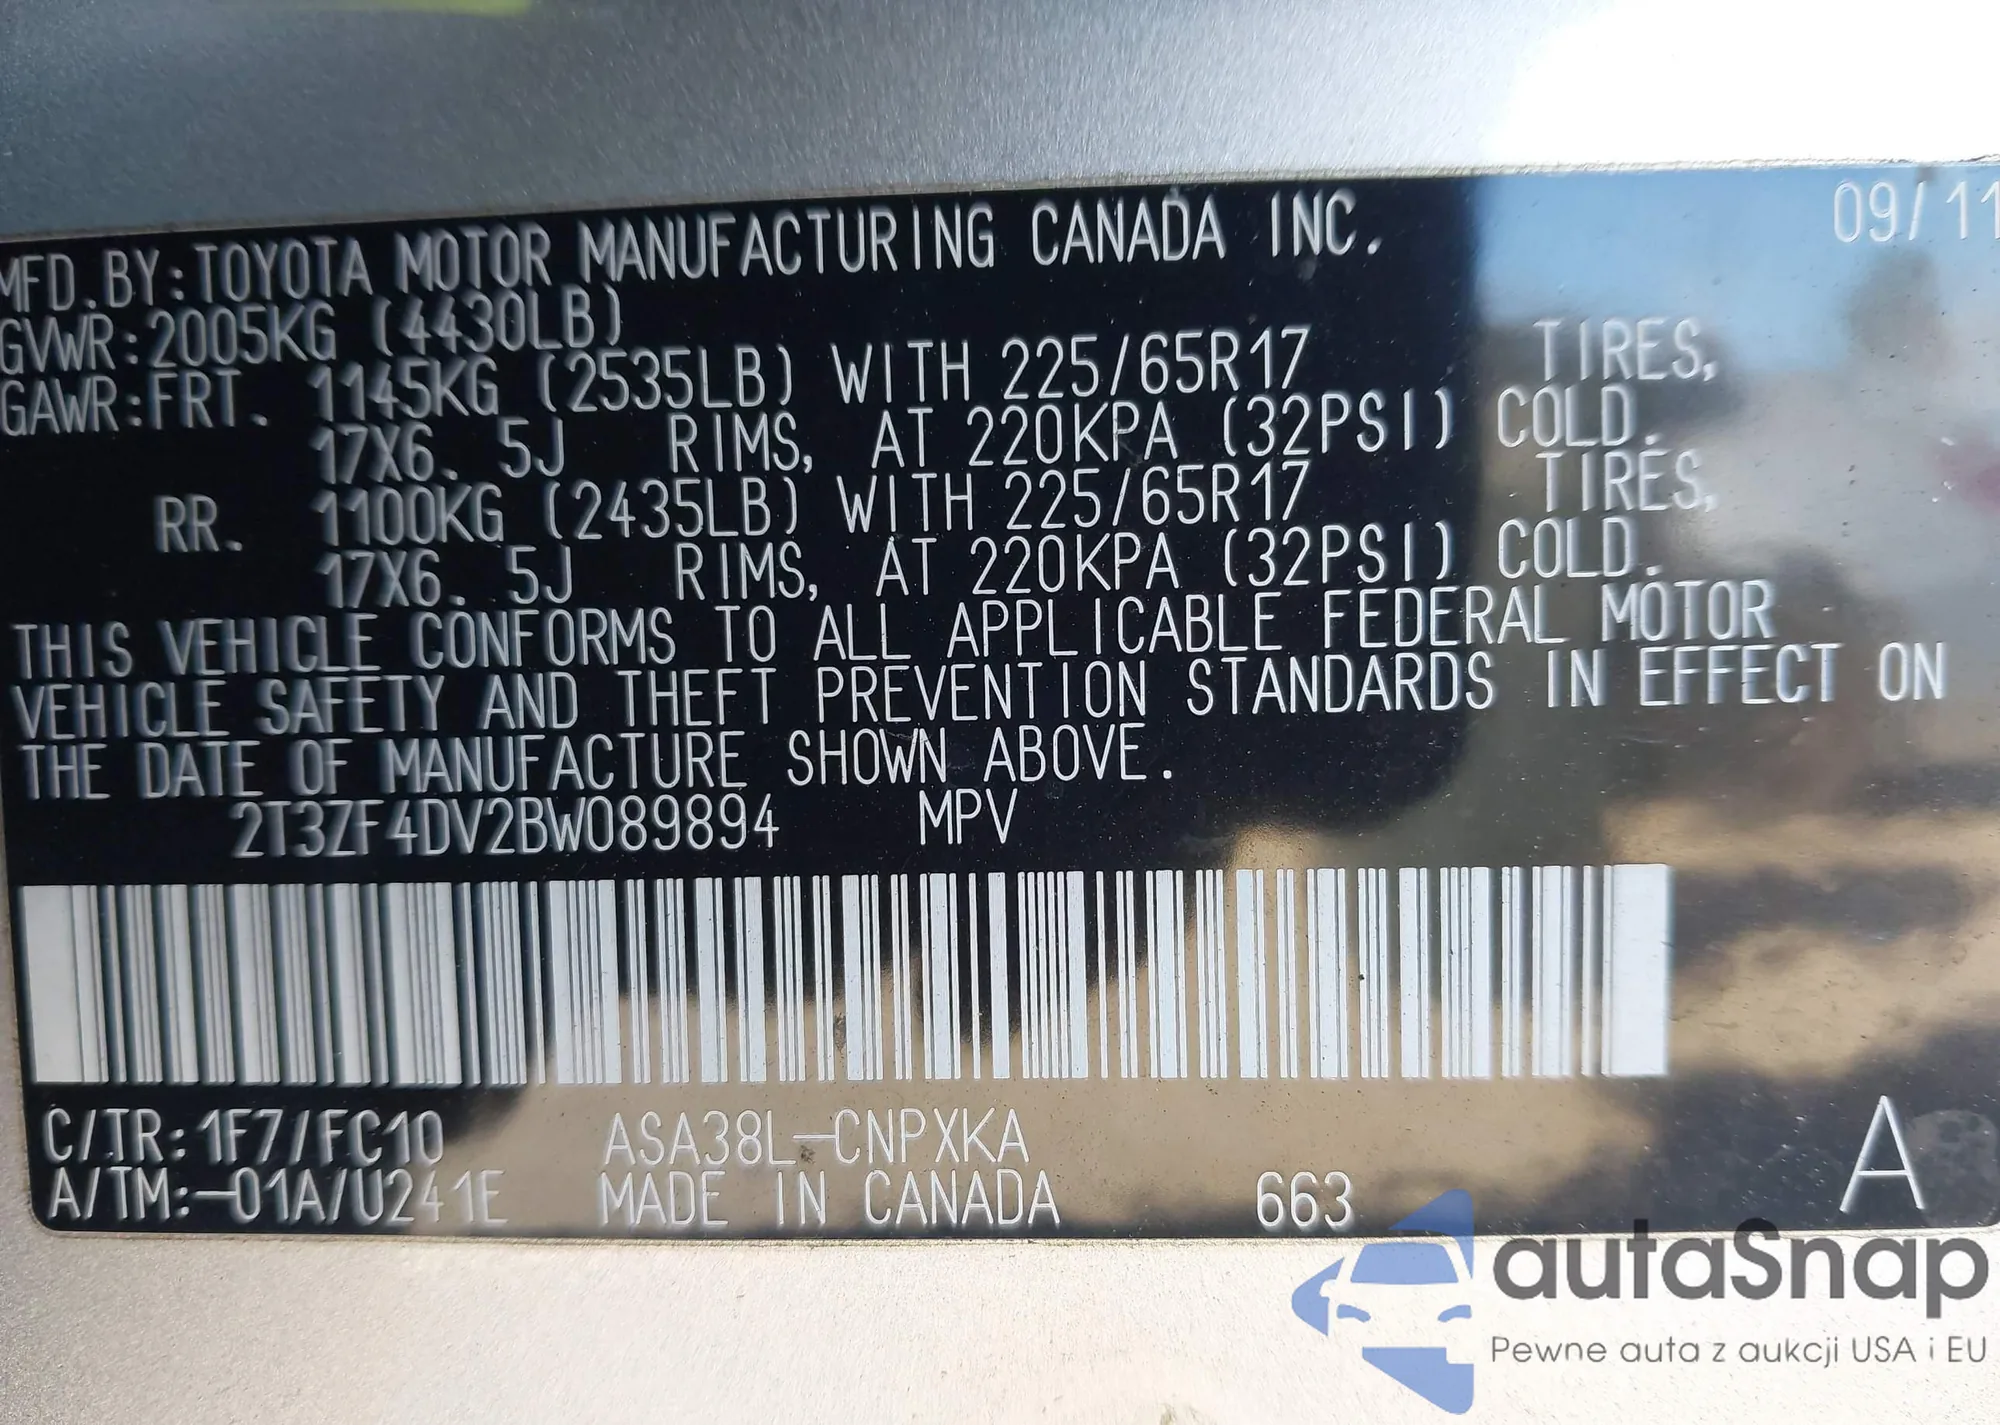 MFD.BY:TOYOTA MOTOR MANUFACTURING CANADA INC. 09/11
GVWR:2005KG (4430LB)
GAWR:FRT. 1145KG (2535LB) WITH 225/65R17 TIRES,
17X6.5J RIMS, AT 220KPA (32PSI) COLD.
RR. 1100KG (2435LB) WITH 225/65R17 TIRES,
17X6.5J RIMS, AT 220KPA (32PSI) COLD.
THIS VEHICLE CONFORMS TO ALL APPLICABLE FEDERAL MOTOR
VEHICLE SAFETY AND THEFT PREVENTION STANDARDS IN EFFECT ON
THE DATE OF MANUFACTURE SHOWN ABOVE.
2T3ZF4DV2BW089894 MPV
C/TR:1F7/FC10 ASA38L-CNPXKA A
A/TM:-01A/U241E MADE IN CANADA 663
autaSnap
Pewne auta z aukcji USA i EU